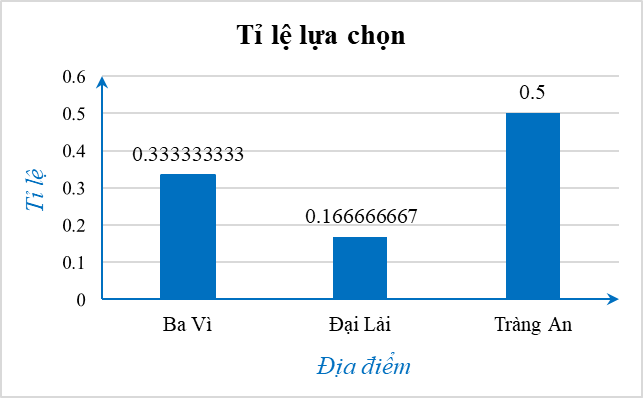 Tỉ lệ lựa chọn
Tỉ lệ
0.6
0.5
0.4
0.3
0.2
0.1
0
0.333333333
0.166666667
0.5
Ba Vì
Đại Lải
Tràng An
Địa điểm